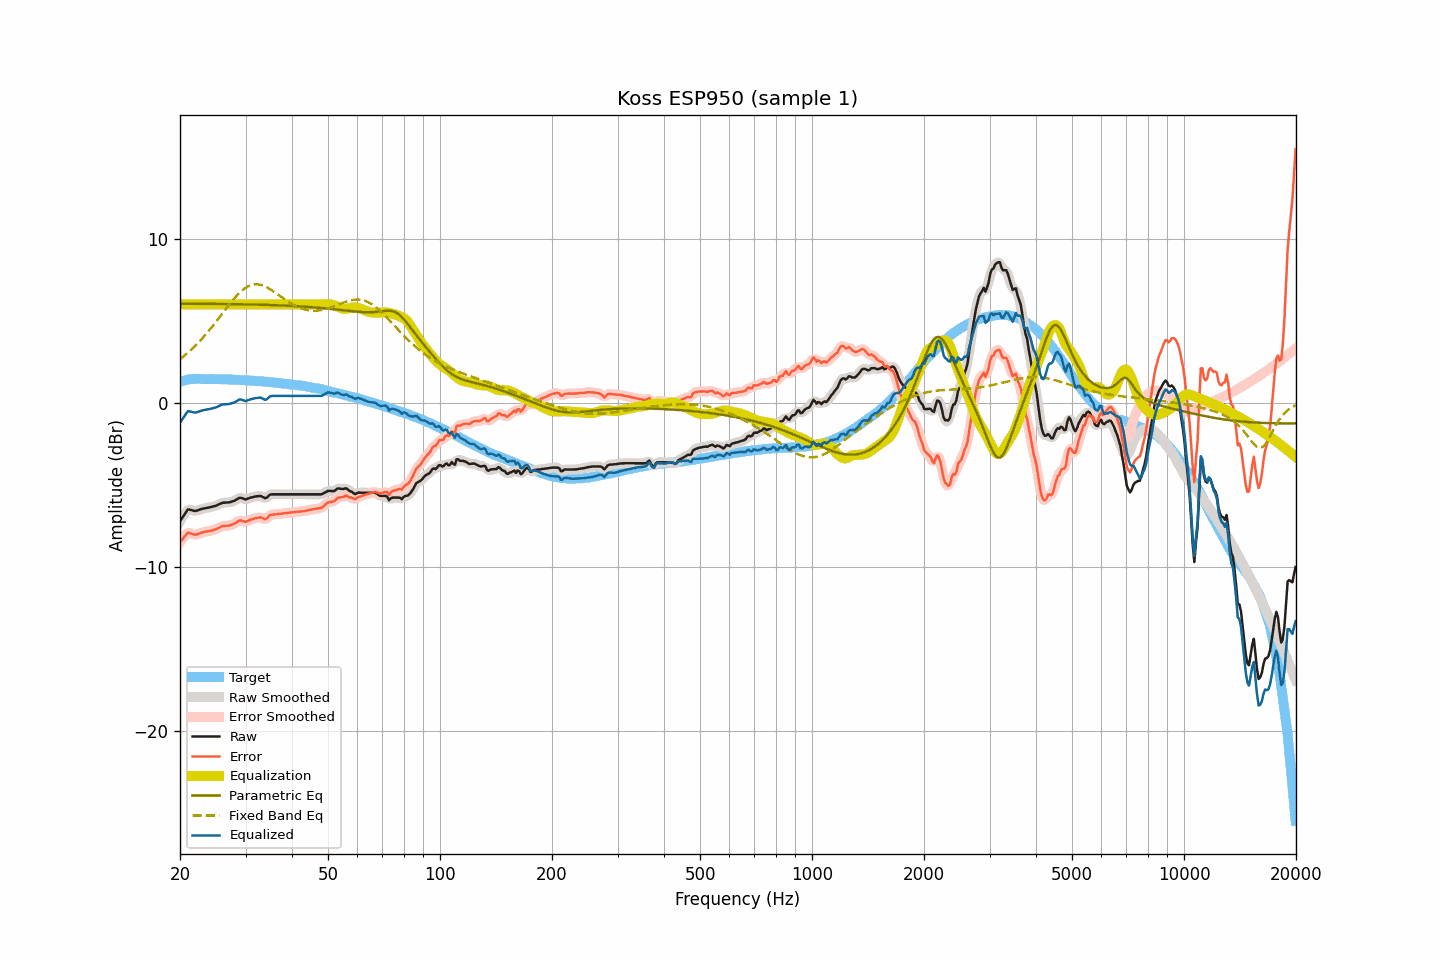 Koss ESP950 (sample 1)
Amplitude (dBr)
10
0
−10
−20
Target
Raw Smoothed
Error Smoothed
Raw
Error
Equalization
Parametric Eq
Fixed Band Eq
Equalized
20 50 100 200 500 1000 2000 5000 10000 20000
Frequency (Hz)